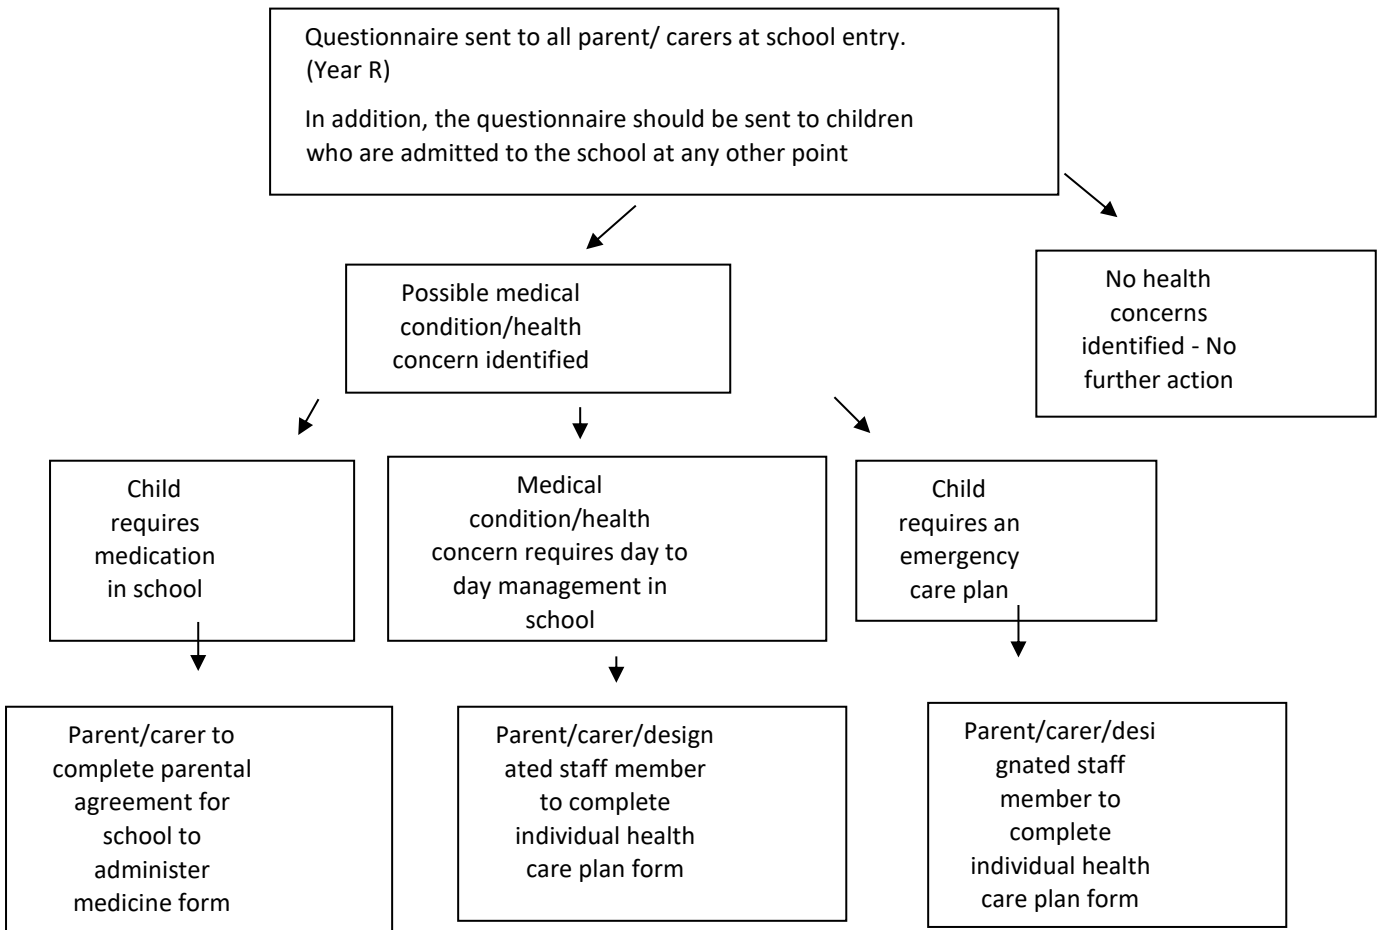 Questionnaire sent to all parent/ carers at school entry.
(Year R)
In addition, the questionnaire should be sent to children
who are admitted to the school at any other point
Possible medical
condition/health
concern identified
No health
concerns
identified - No
further action
Child
requires
medication
in school
Medical
condition/health
concern requires day to
day management in
school
Child
requires an
emergency
care plan
Parent/carer to
complete parental
agreement for
school to
administer
medicine form
Parent/carer/design
ated staff member
to complete
individual health
care plan form
Parent/carer/desi
gnated staff
member to
complete
individual health
care plan form